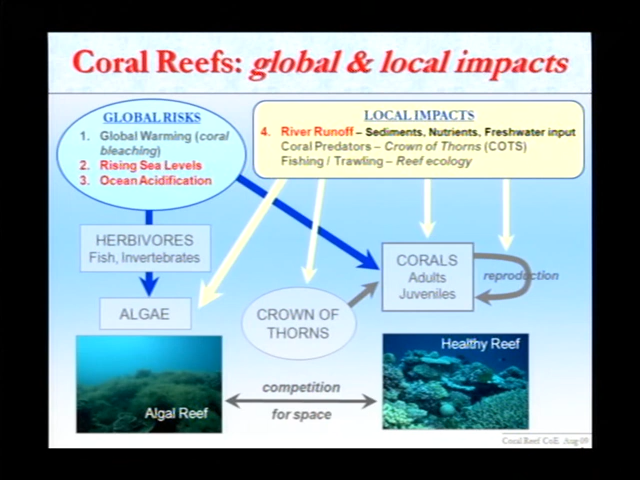 Coral Reefs: global & local impacts
GLOBAL RISKS
1. Global Warming (coral
bleaching)
2. Rising Sea Levels
3. Ocean Acidification
LOCAL IMPACTS
4. River Runoff – Sediments, Nutrients, Freshwater input
Coral Predators – Crown of Thorns (COTS)
Fishing / Trawling – Reef ecology
HERBIVORES
Fish, Invertebrates
ALGAE
CROWN OF
THORNS
CORALS
Adults
Juveniles
reproduction
Algal Reef
competition
for space
Healthy Reef
Coral Reef CoE Aug-09